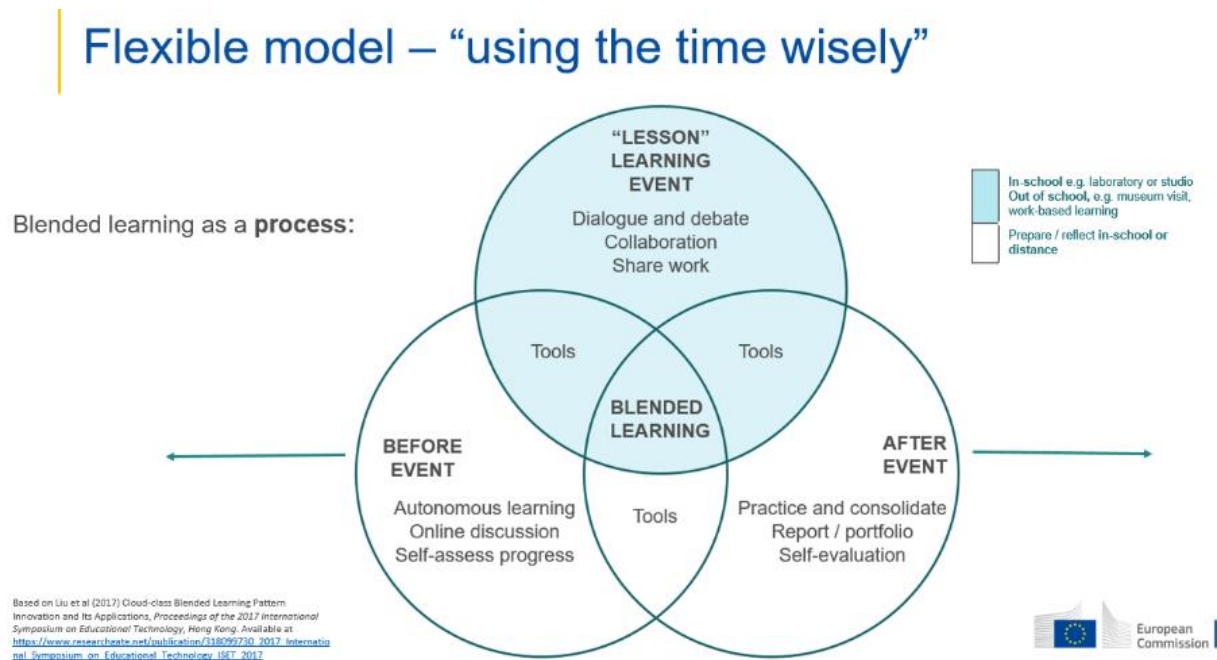 Flexible model – “using the time wisely”
Blended learning as a process:
“LESSON”
LEARNING
EVENT
Dialogue and debate
Collaboration
Share work
In-school e.g. laboratory or studio
Out of school, e.g. museum visit,
work-based learning
Prepare / reflect in-school or
distance
Tools
Tools
BLENDED
LEARNING
BEFORE
EVENT
Autonomous learning
Online discussion
Self-assess progress
Tools
AFTER
EVENT
Practice and consolidate
Report / portfolio
Self-evaluation
Based on Liu et al (2017) Cloud-class Blended Learning Pattern
Innovation and Its Applications, Proceedings of the 2017 International
Symposium on Educational Technology, Hong Kong. Available at
https://www.researchgate.net/publication/318099730_2017_Internatio
nal_Symposium_on_Educational_Technology_ISET_2017
European
Commission